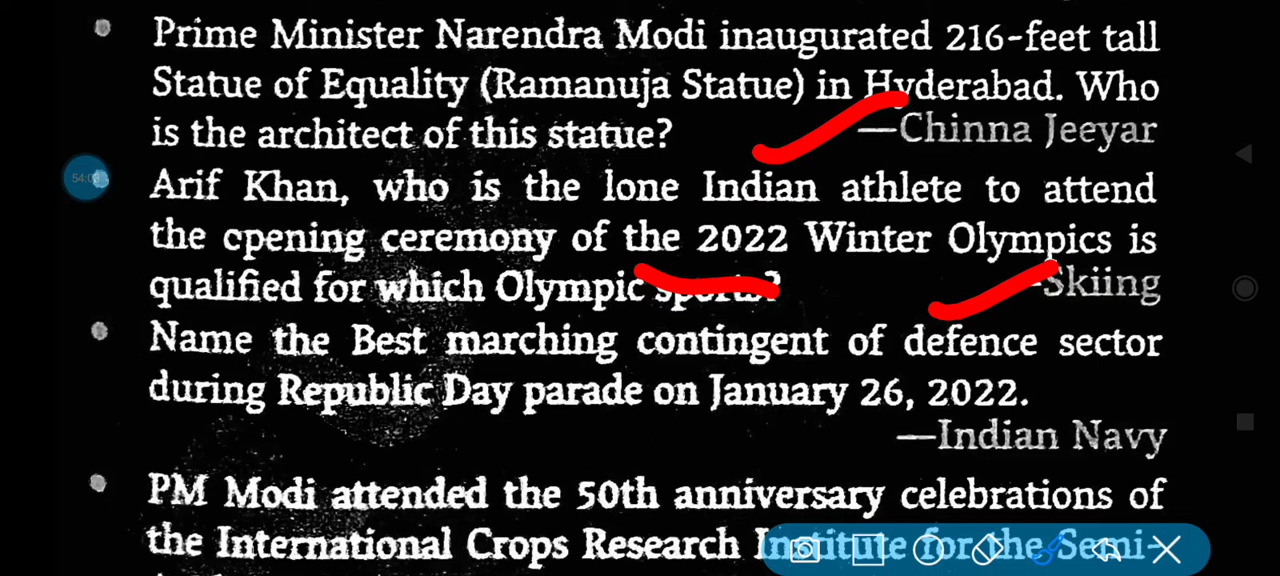 Prime Minister Narendra Modi inaugurated 216-feet tall
Statue of Equality (Ramanuja Statue) in Hyderabad. Who
is the architect of this statue? —Chinna Jeeyar
Arif Khan, who is the lone Indian athlete to attend
the opening ceremony of the 2022 Winter Olympics is
qualified for which Olympic sports? —Skiing
Name the Best marching contingent of defence sector
during Republic Day parade on January 26, 2022.
—Indian Navy
PM Modi attended the 50th anniversary celebrations of
the International Crops Research Institute for the Semi-